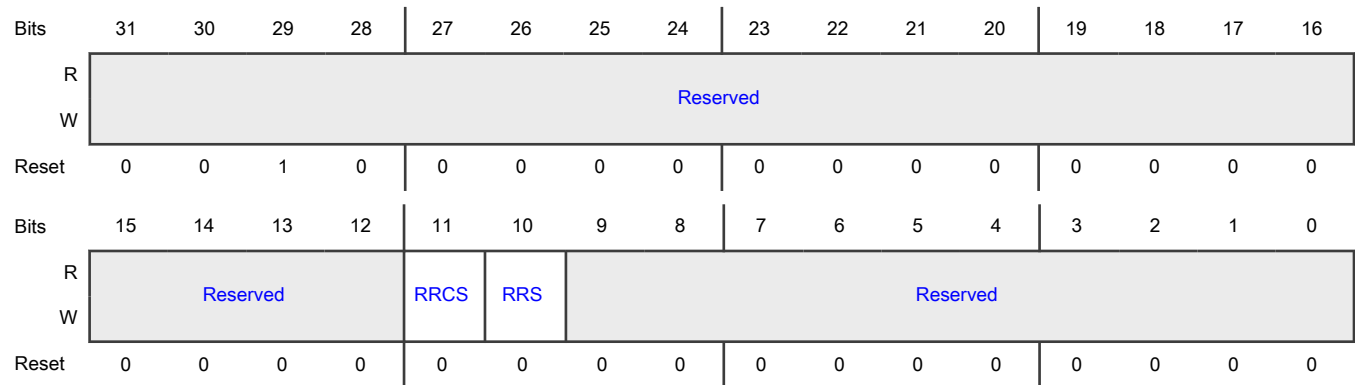 Bits 31 30 29 28 27 26 25 24 23 22 21 20 19 18 17 16
R
Reserved
W
Reset 0 0 1 0 0 0 0 0 0 0 0 0 0 0 0 0
Bits 15 14 13 12 11 10 9 8 7 6 5 4 3 2 1 0
R
Reserved RRCS RRS Reserved
W
Reset 0 0 0 0 0 0 0 0 0 0 0 0 0 0 0 0